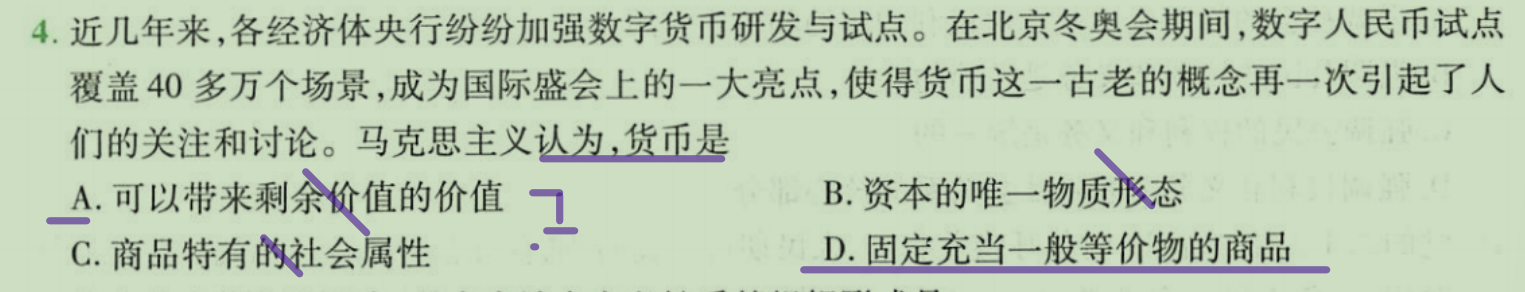 4. 近几年来,各经济体央行纷纷加强数字货币研发与试点。在北京冬奥会期间,数字人民币试点
覆盖40多万个场景,成为国际盛会上的一大亮点,使得货币这一古老的概念再一次引起了人
们的关注和讨论。马克思主义认为,货币是
A. 可以带来剩余价值的价值 B. 资本的唯一物质形态
C. 商品特有的社会属性 D. 固定充当一般等价物的商品